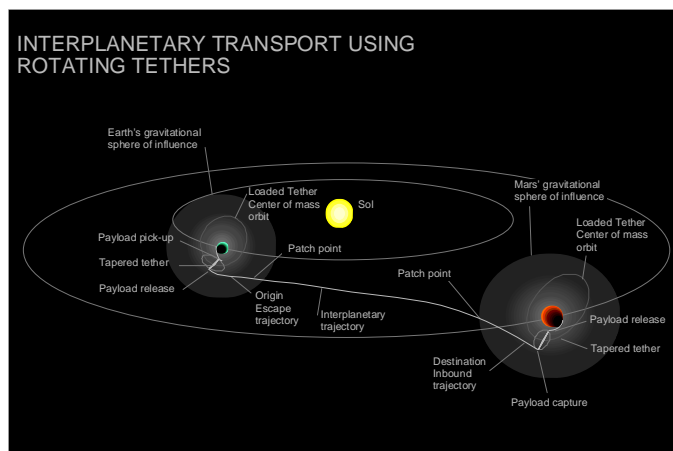 INTERPLANETARY TRANSPORT USING
ROTATING TETHERS
Earth's gravitational
sphere of influence
Loaded Tether
Center of mass
orbit
Sol
Payload pick-up
Tapered tether
Payload release
Patch point
Origin
Escape
trajectory
Interplanetary
trajectory
Mars' gravitational
sphere of influence
Loaded Tether
Center of mass
orbit
Patch point
Payload release
Tapered tether
Destination
Inbound
trajectory
Payload capture